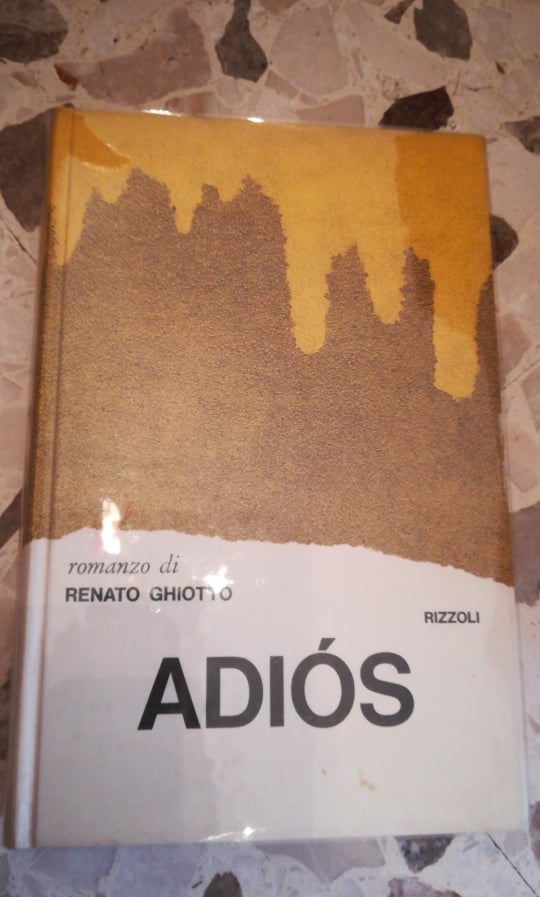 romanzo di
RENATO GHIOTTO
RIZZOLI
ADIÓS